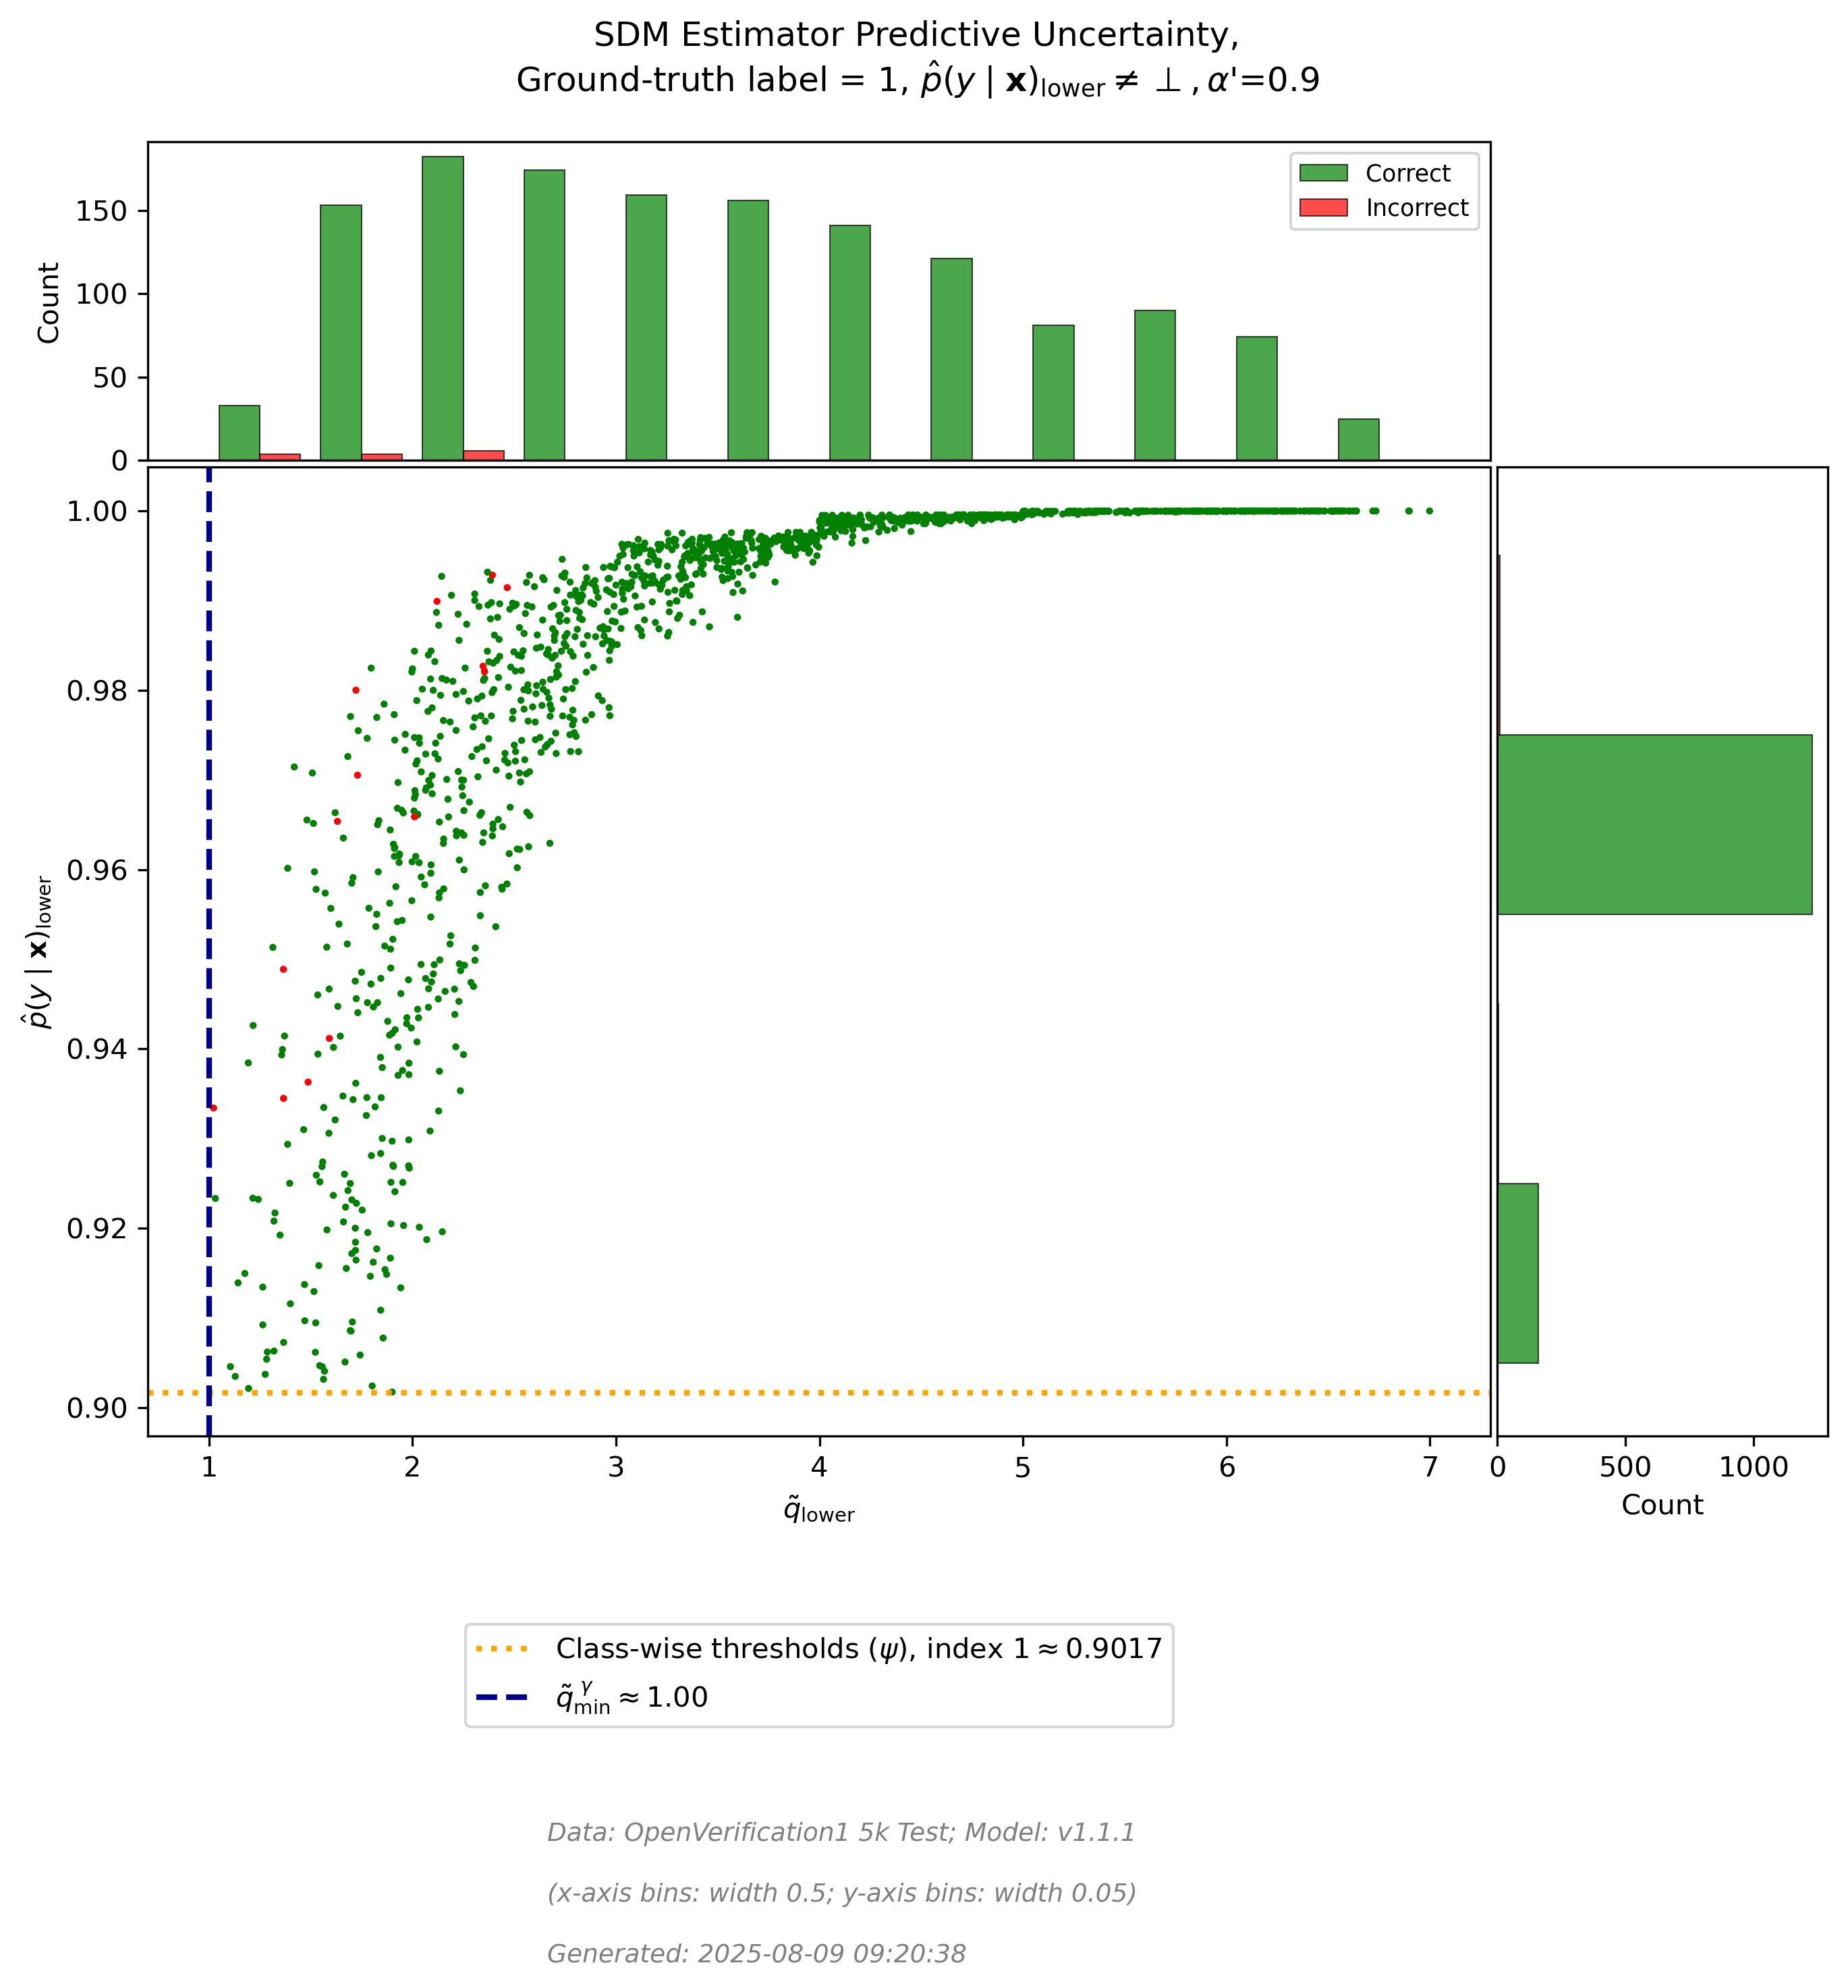 SDM Estimator Predictive Uncertainty,
Ground-truth label = 1, p̂(y | 𝐱)lower ≠ ⊥, α'=0.9
Correct
Incorrect
Count
150
100
50
0
1.00
0.98
0.96
0.94
0.92
0.90
p̂(y | 𝐱)lower
1 2 3 4 5 6 7
q̃lower
0 500 1000
Count
Class-wise thresholds (ψ), index 1 ≈ 0.9017
q̃ᵞmin ≈ 1.00
Data: OpenVerification1 5k Test; Model: v1.1.1
(x-axis bins: width 0.5; y-axis bins: width 0.05)
Generated: 2025-08-09 09:20:38